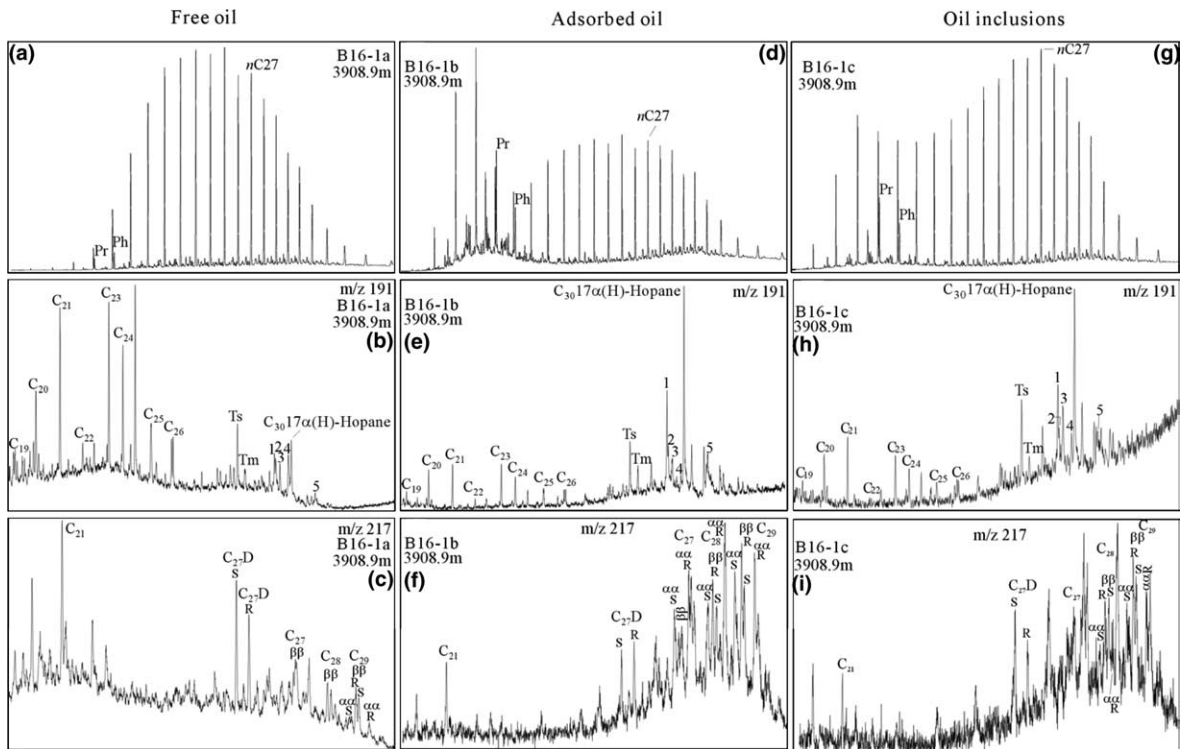 Free oil
Adsorbed oil
Oil inclusions
(a)
B16-1a
3908.9m
nC27
Pr
Ph
(d)
B16-1b
3908.9m
nC27
Pr
Ph
(g)
B16-1c
3908.9m
nC27
Pr
Ph
m/z 191
B16-1a
3908.9m
(b)
C19
C20
C21
C22
C23
C24
C25
C26
Ts
Tm
C30 17α(H)-Hopane
1 2 3 4
5
C30 17α(H)-Hopane
m/z 191
B16-1b
3908.9m
(e)
C19
C20
C21
C22
C23
C24
C25
C26
Ts
Tm
1
2
3
4
5
C30 17α(H)-Hopane
m/z 191
B16-1c
3908.9m
(h)
C19
C20
C21
C22
C23
C24
C25
C26
Ts
Tm
1
2
3
4
5
m/z 217
B16-1a
3908.9m
(c)
C21
C27D
S
R
C27
ββ
C28
ββ
C29
ββ
R
S
αα
S
αα
R
m/z 217
B16-1b
3908.9m
(f)
C21
C27D
S
R
αα
S
ββ
C27
αα
R
αα
S
C28
ββ
R
S
αα
R
αα
S
ββ
R
S
C29
αα
R
m/z 217
B16-1c
3908.9m
(i)
C21
C27D
S
R
C27
αα
S
C28
ββ
R
S
αα
R
αα
S
C29
ββ
R
S
αα
R